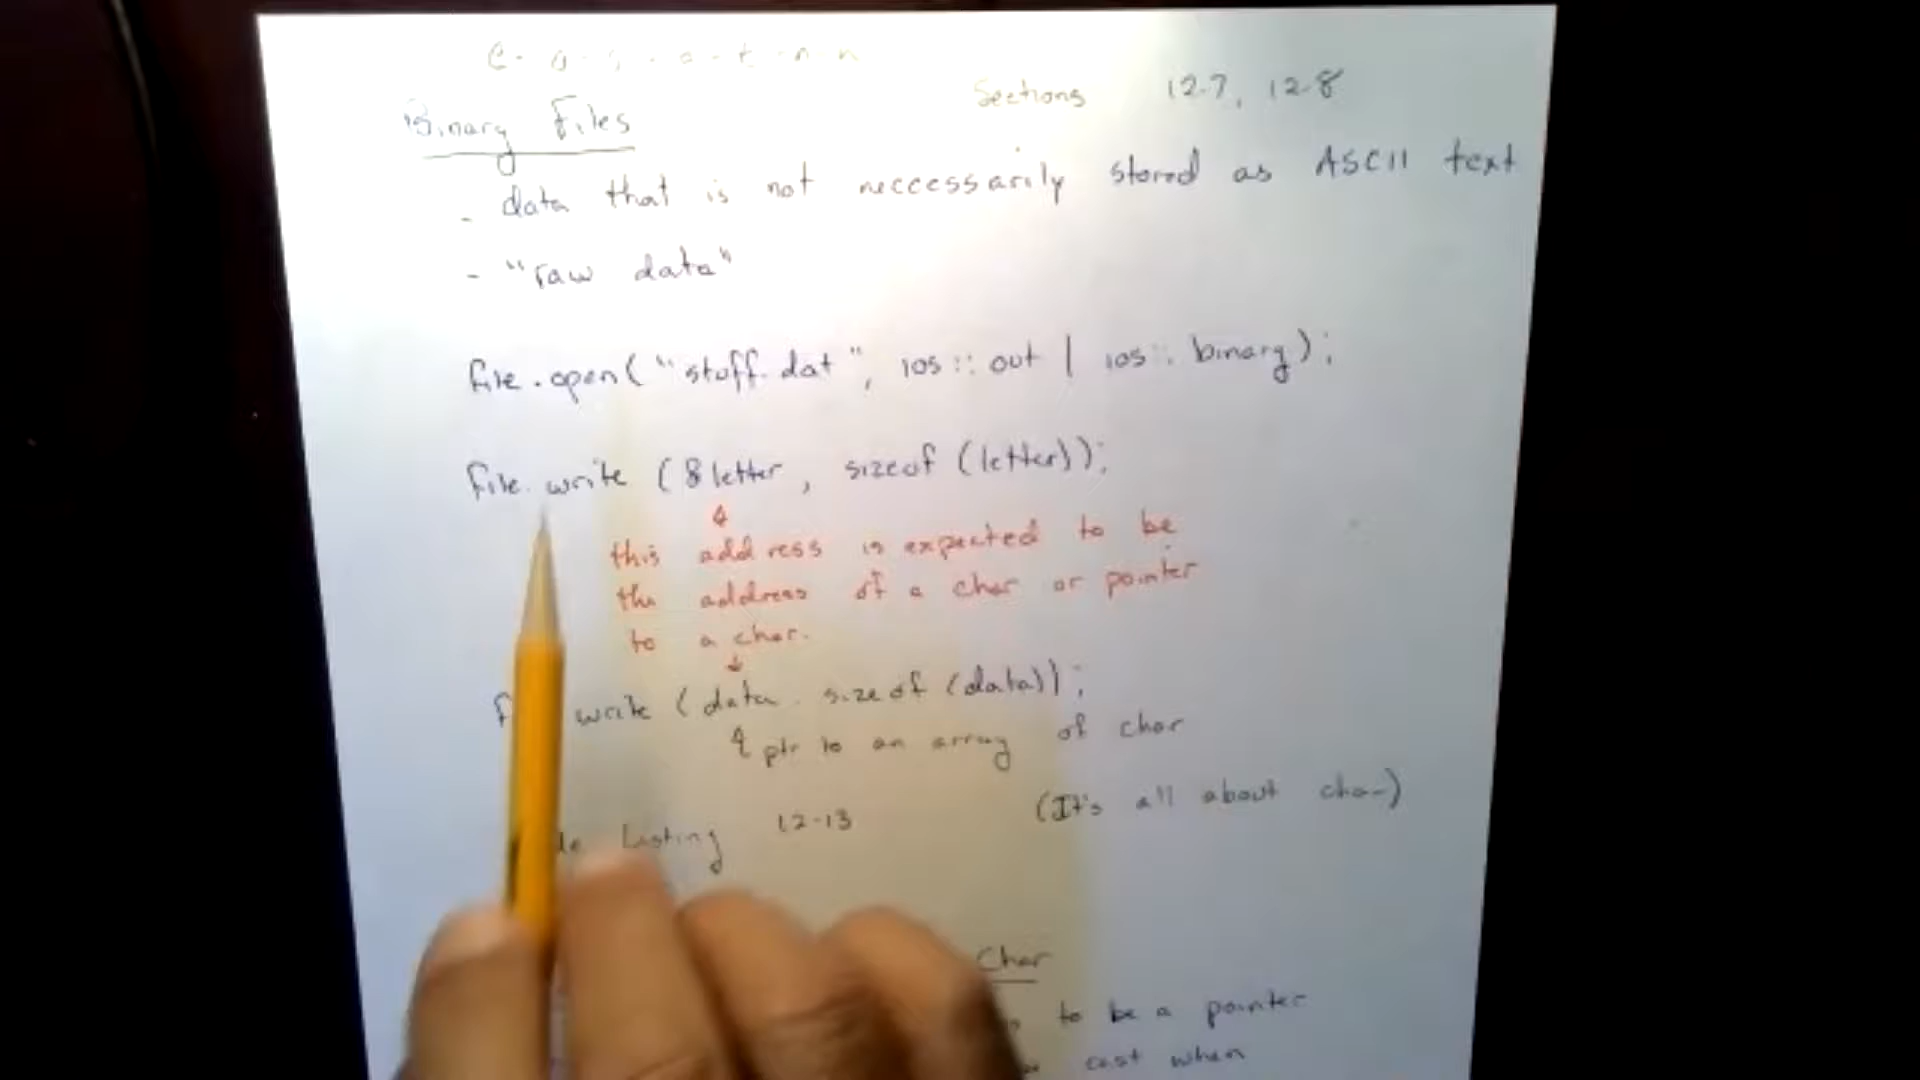 Sections 12.7, 12.8
Binary Files
- data that is not neccessarily stored as ASCII text
- "raw data"
file.open("stuff.dat", ios::out | ios::binary);
file.write (&letter, sizeof (letter));
this address is expected to be
the address of a char or pointer
to a char.
write (data, sizeof (data));
ptr to an array of char
(It's all about char)
Listing 12-13
Char
to be a pointer
cast when